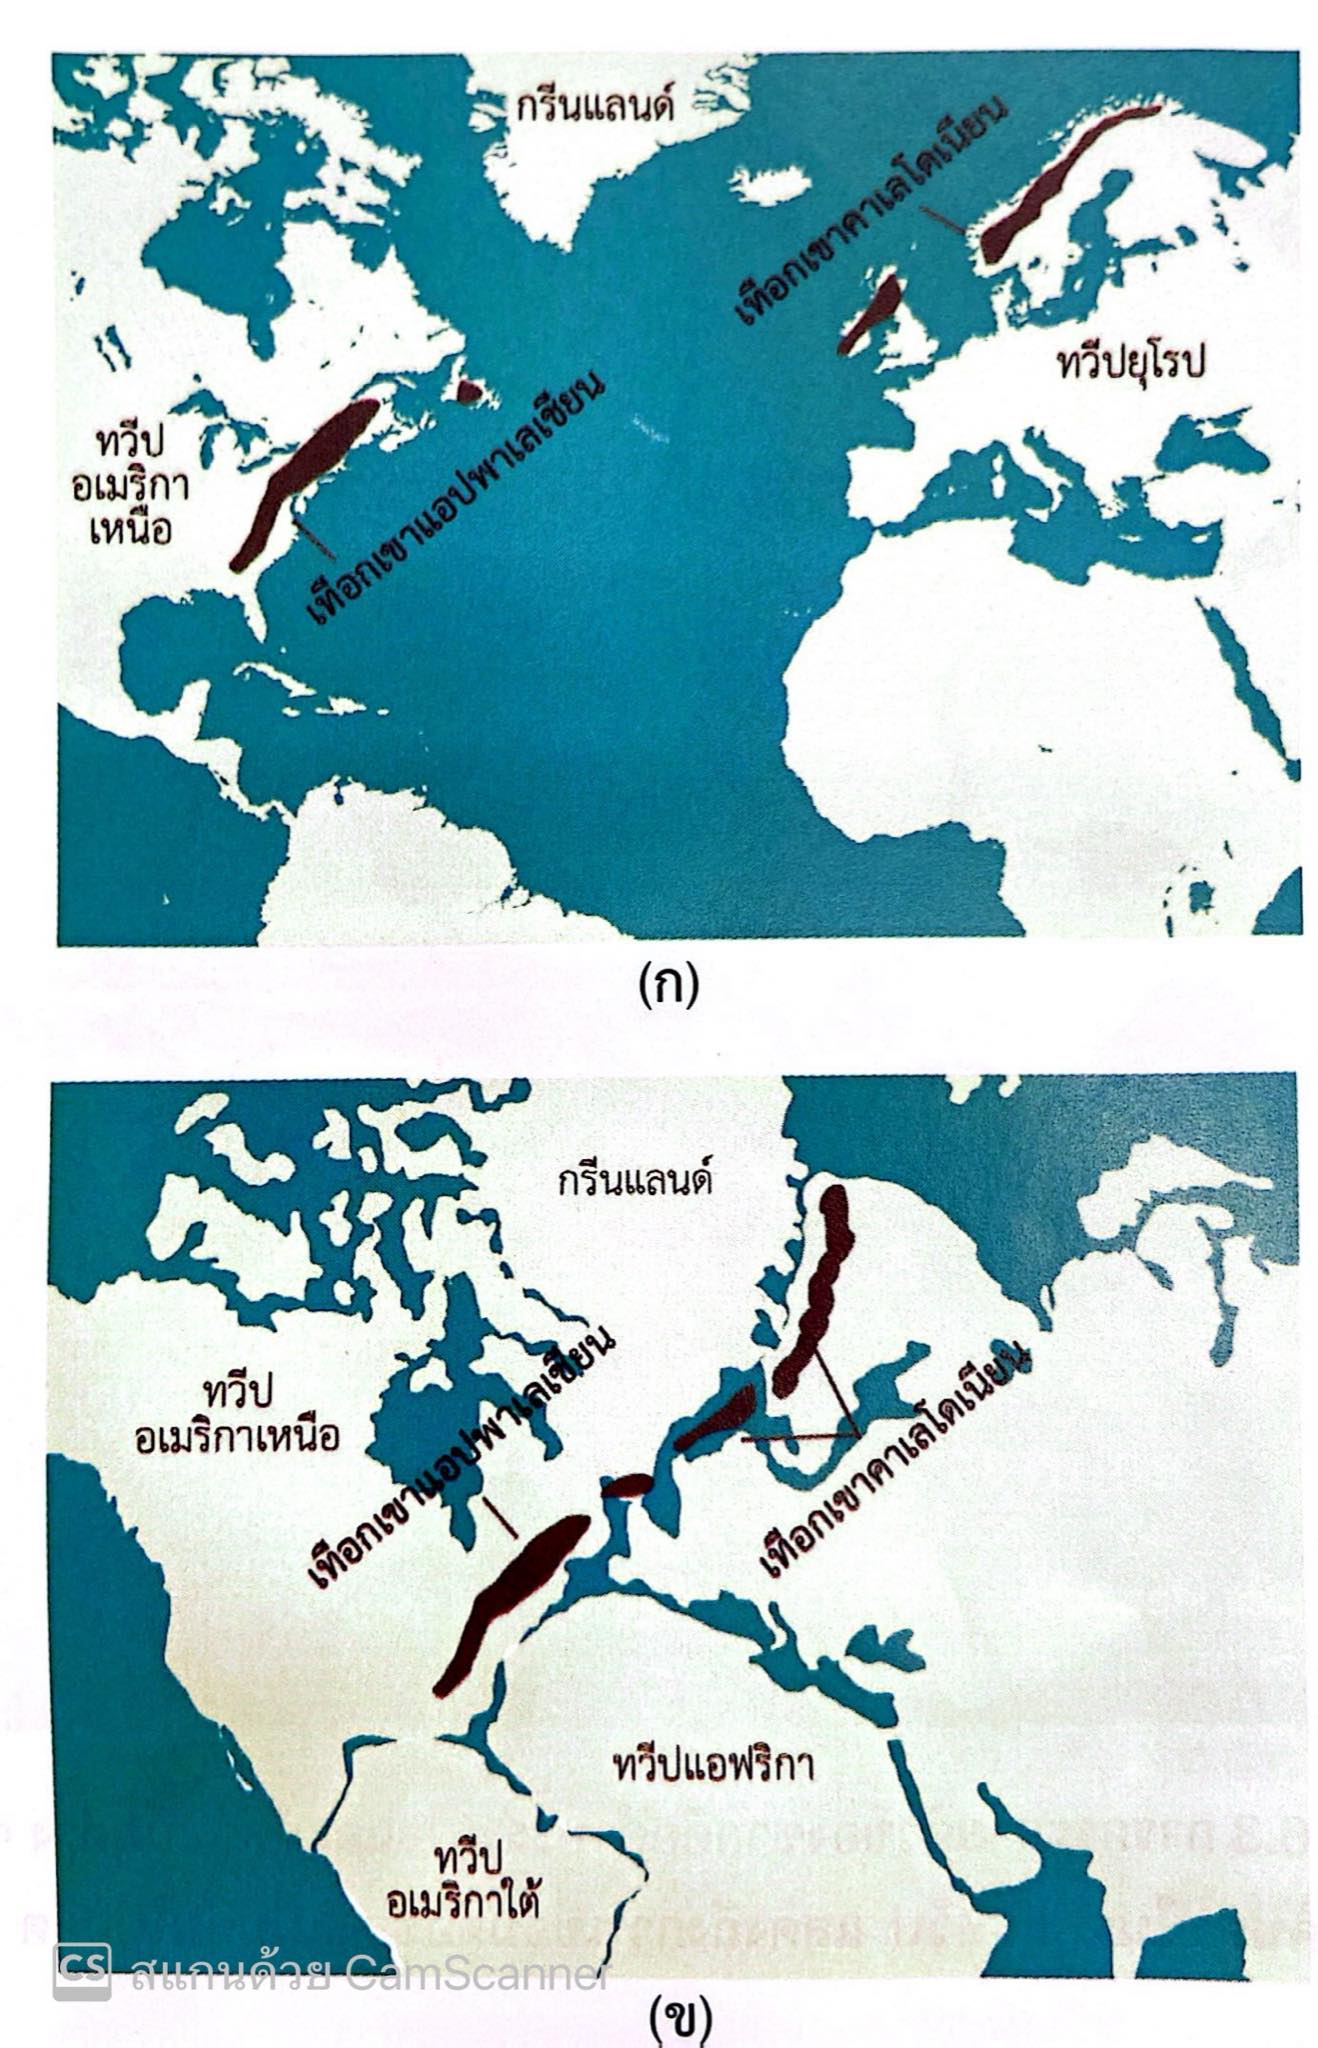 กรีนแลนด์
เทือกเขาคาเลโดเนียน
ทวีปยุโรป
ทวีป
อเมริกา
เหนือ
เทือกเขาแอปพาเลเชียน
(ก)
กรีนแลนด์
ทวีป
อเมริกาเหนือ
เทือกเขาแอปพาเลเชียน
เทือกเขาคาเลโดเนียน
ทวีปแอฟริกา
ทวีป
อเมริกาใต้
CS สแกนด้วย CamScanner
(ข)